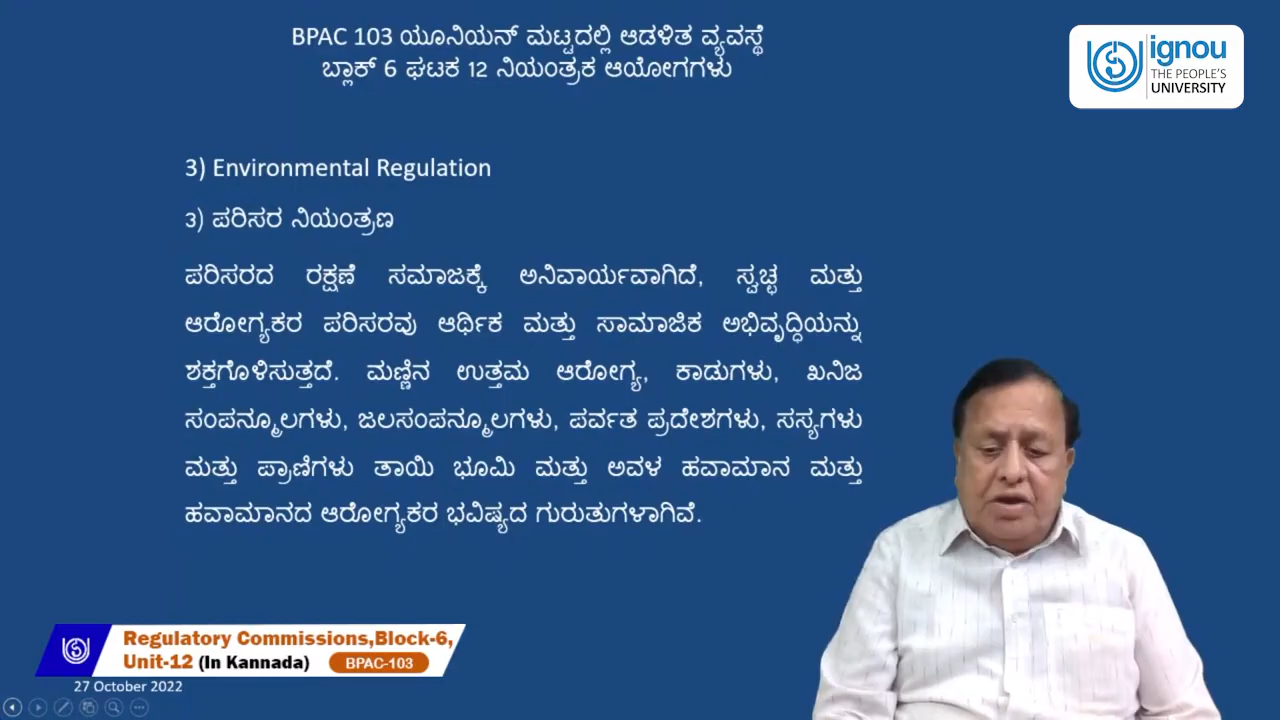 BPAC 103 ಯೂನಿಯನ್ ಮಟ್ಟದಲ್ಲಿ ಆಡಳಿತ ವ್ಯವಸ್ಥೆ
ಬ್ಲಾಕ್ 6 ಘಟಕ 12 ನಿಯಂತ್ರಕ ಆಯೋಗಗಳು
ignou
THE PEOPLE'S
UNIVERSITY
3) Environmental Regulation
3) ಪರಿಸರ ನಿಯಂತ್ರಣ
ಪರಿಸರದ ರಕ್ಷಣೆ ಸಮಾಜಕ್ಕೆ ಅನಿವಾರ್ಯವಾಗಿದೆ, ಸ್ವಚ್ಛ ಮತ್ತು
ಆರೋಗ್ಯಕರ ಪರಿಸರವು ಆರ್ಥಿಕ ಮತ್ತು ಸಾಮಾಜಿಕ ಅಭಿವೃದ್ಧಿಯನ್ನು
ಶಕ್ತಗೊಳಿಸುತ್ತದೆ. ಮಣ್ಣಿನ ಉತ್ತಮ ಆರೋಗ್ಯ, ಕಾಡುಗಳು, ಖನಿಜ
ಸಂಪನ್ಮೂಲಗಳು, ಜಲಸಂಪನ್ಮೂಲಗಳು, ಪರ್ವತ ಪ್ರದೇಶಗಳು, ಸಸ್ಯಗಳು
ಮತ್ತು ಪ್ರಾಣಿಗಳು ತಾಯಿ ಭೂಮಿ ಮತ್ತು ಅವಳ ಹವಾಮಾನ ಮತ್ತು
ಹವಾಮಾನದ ಆರೋಗ್ಯಕರ ಭವಿಷ್ಯದ ಗುರುತುಗಳಾಗಿವೆ.
Regulatory Commissions,Block-6,
Unit-12 (In Kannada) BPAC-103
27 October 2022